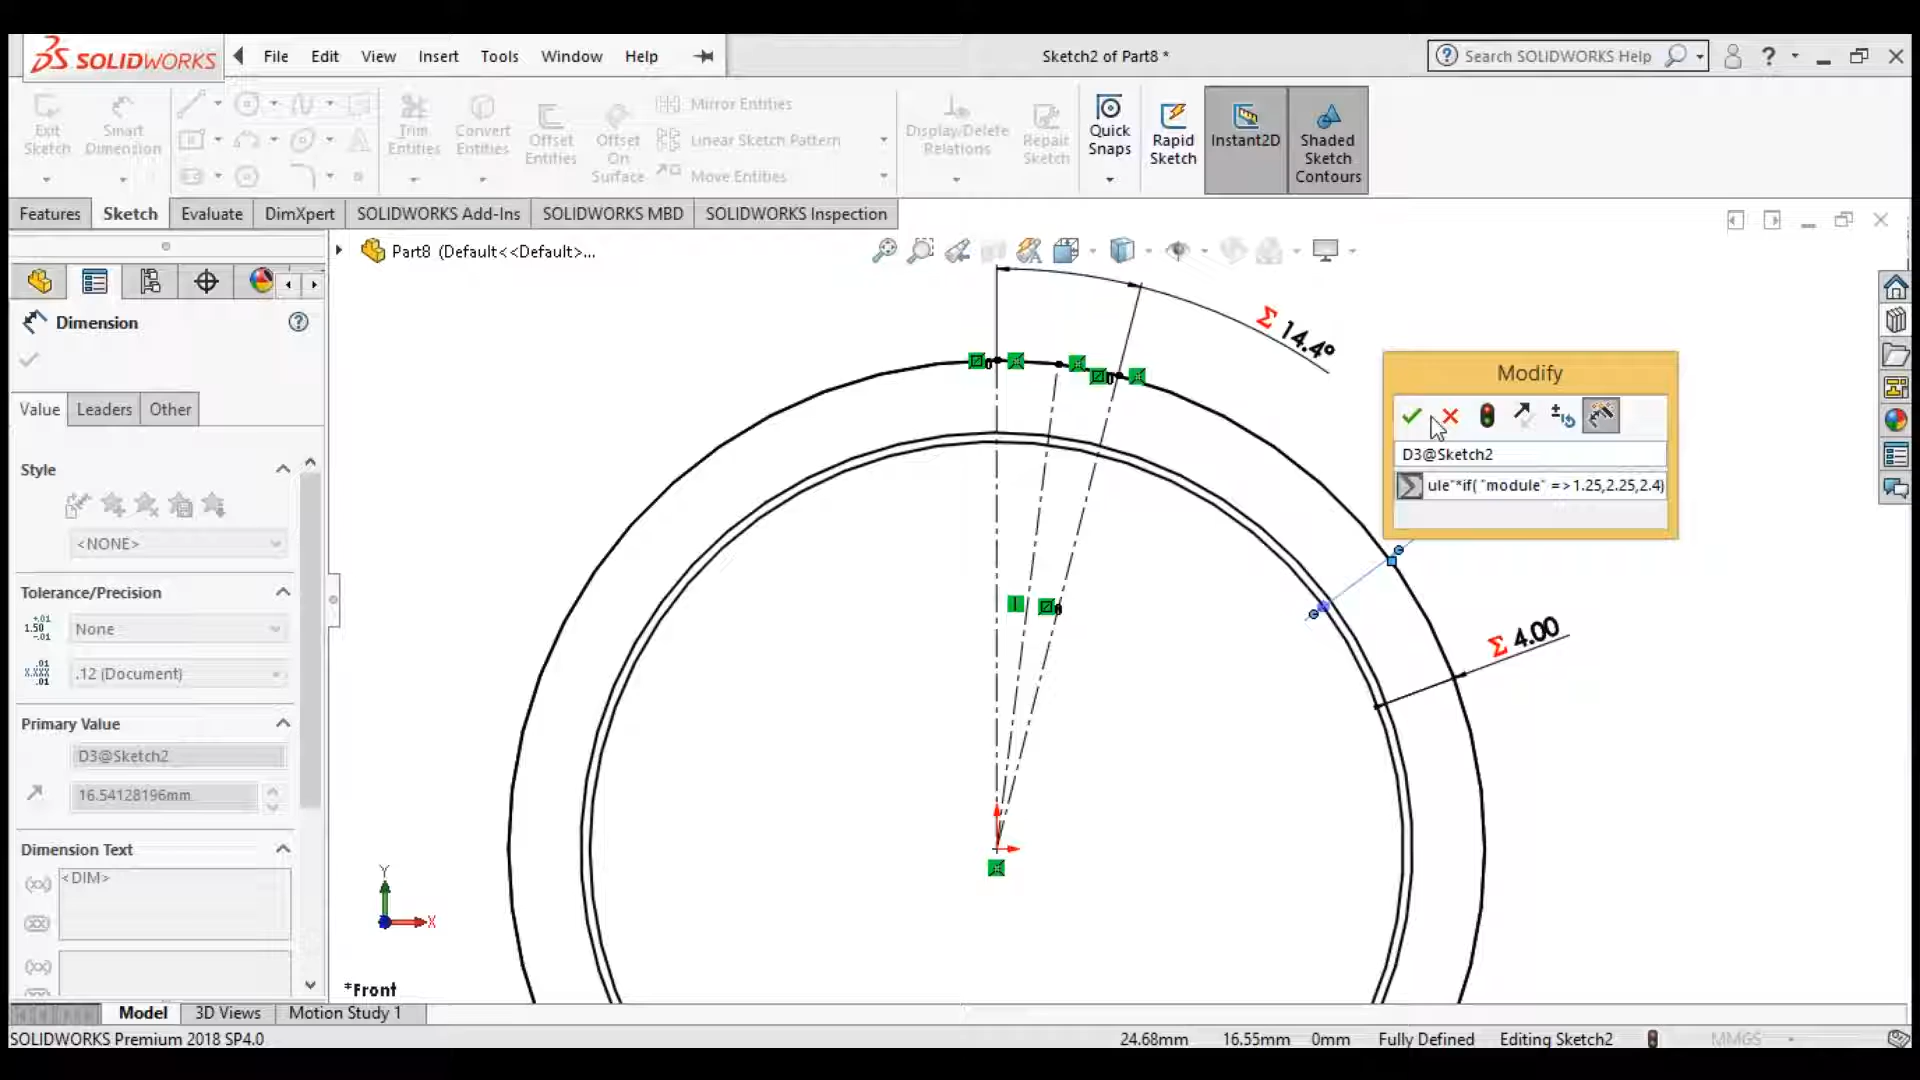 SOLIDWORKS
File Edit View Insert Tools Window Help
Sketch2 of Part8 *
Search SOLIDWORKS Help
Exit Sketch
Smart Dimension
Trim Entities
Convert Entities
Offset Entities
Offset On Surface
Mirror Entities
Linear Sketch Pattern
Move Entities
Display/Delete Relations
Repair Sketch
Quick Snaps
Rapid Sketch
Instant2D
Shaded Sketch Contours
Features Sketch Evaluate DimXpert SOLIDWORKS Add-Ins SOLIDWORKS MBD SOLIDWORKS Inspection
Part8 (Default<<Default>...
Dimension
Value Leaders Other
Style
<NONE>
Tolerance/Precision
None
.12 (Document)
Primary Value
D3@Sketch2
16.54128196mm
Dimension Text
<DIM>
Σ 14.4°
Modify
D3@Sketch2
ule"*if( "module" =>1.25,2.25,2.4)
Σ 4.00
Y
X
*Front
Model 3D Views Motion Study 1
SOLIDWORKS Premium 2018 SP4.0
24.68mm 16.55mm 0mm Fully Defined Editing Sketch2 MMGS